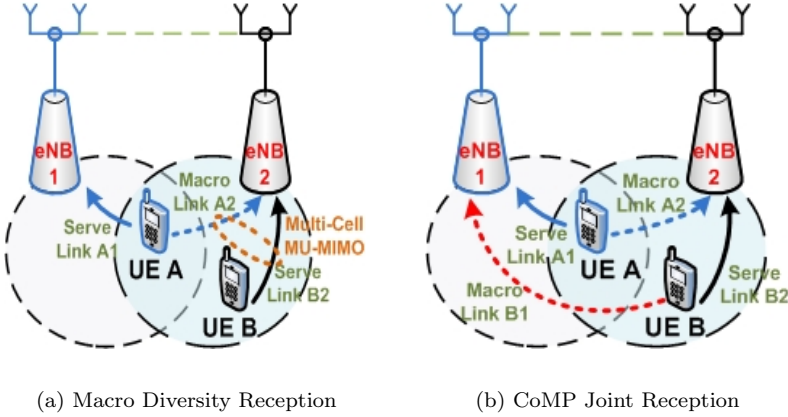 eNB
1
eNB
2
Macro
Link A2
Serve
Link A1
Multi-Cell
MU-MIMO
UE A
Serve
Link B2
UE B
(a) Macro Diversity Reception
eNB
1
eNB
2
Macro
Link A2
Serve
Link A1
UE A
Serve
Link B2
Macro
Link B1
UE B
(b) CoMP Joint Reception